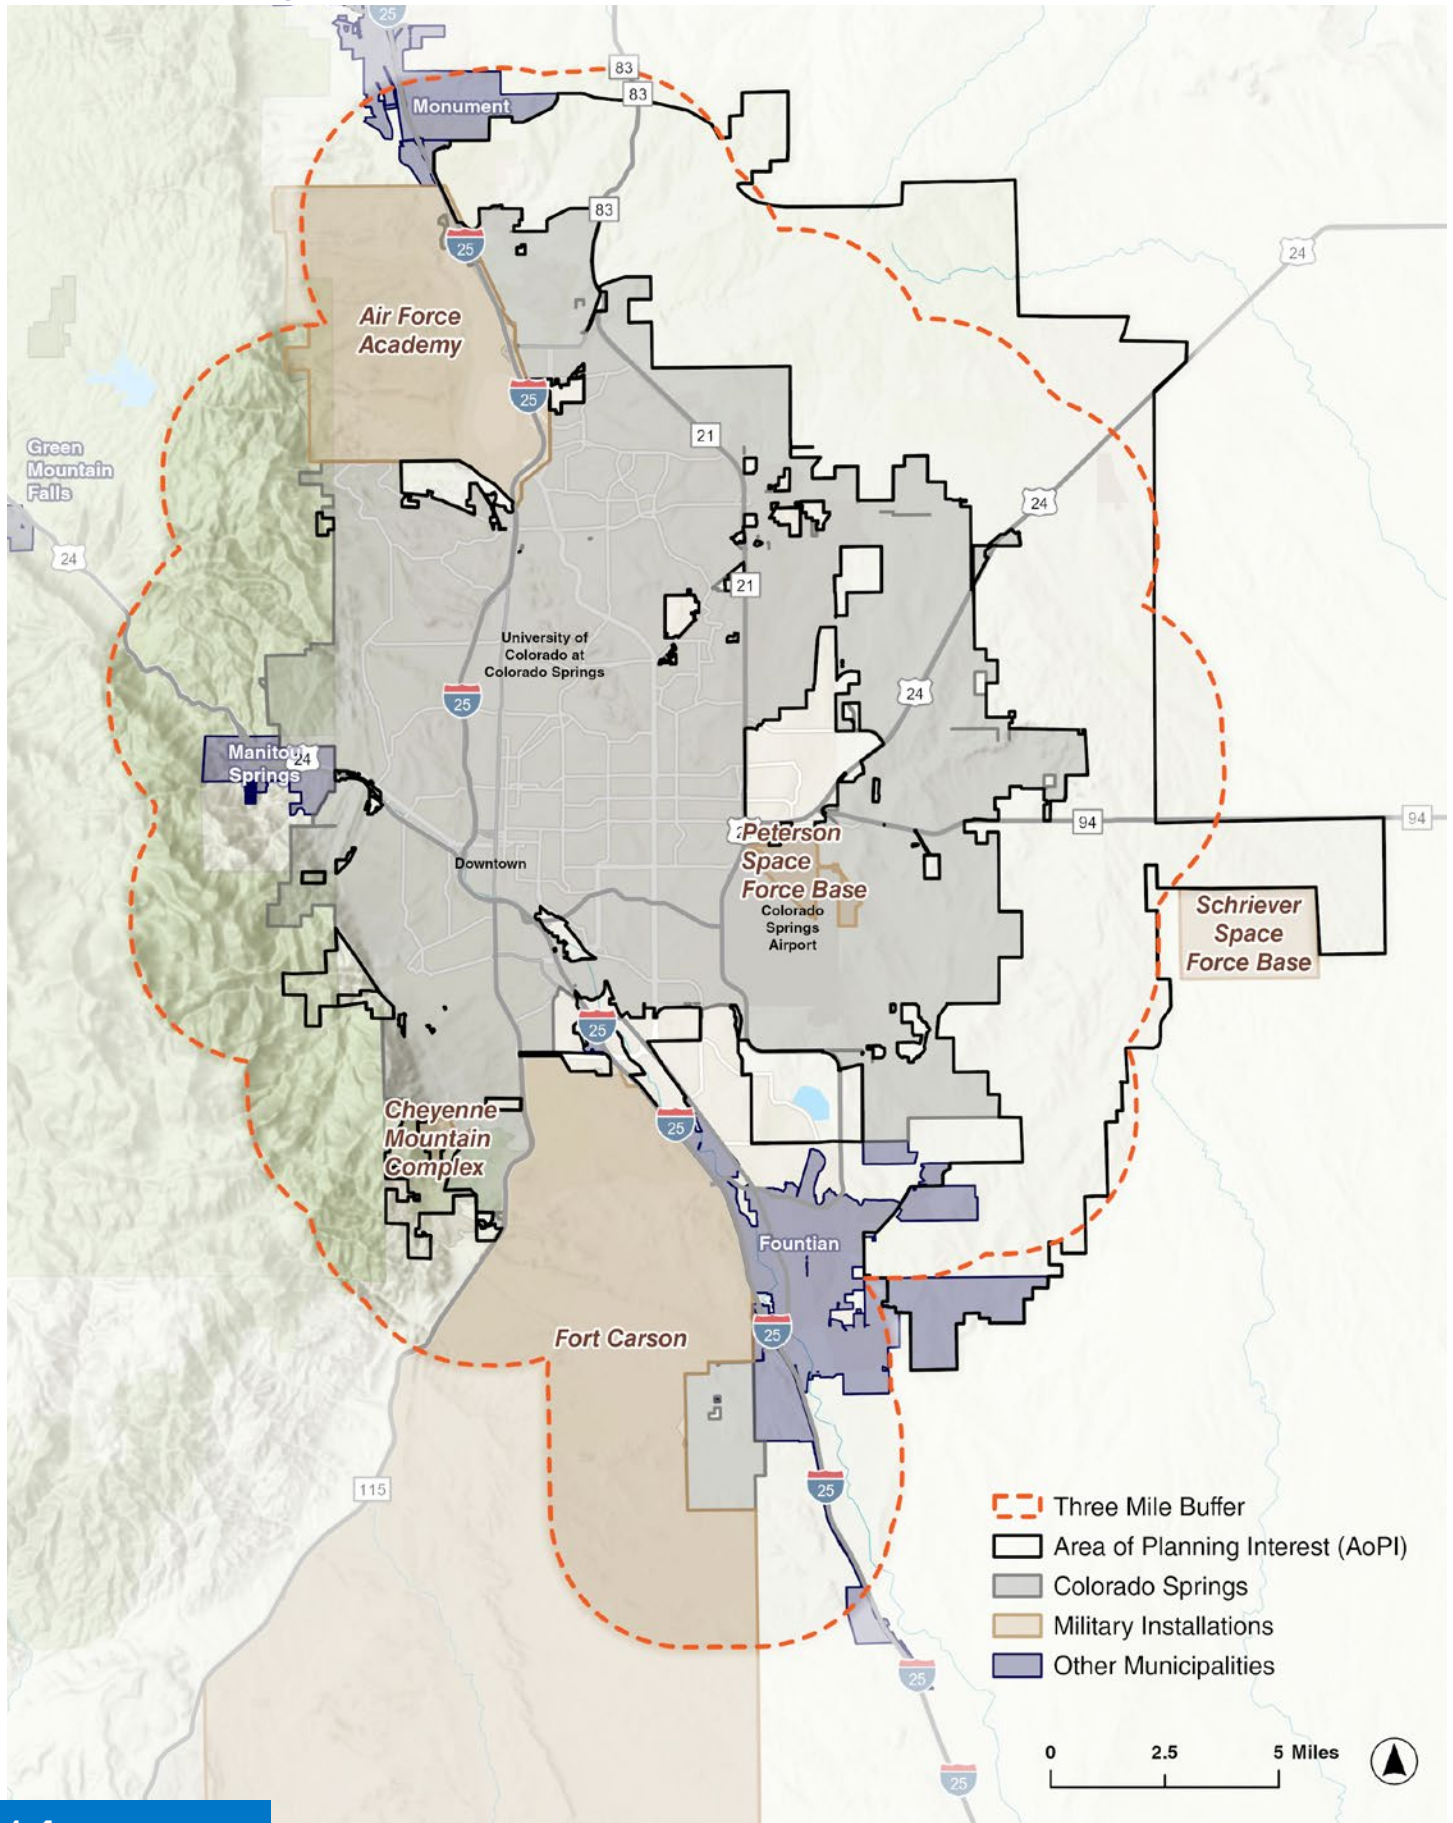 25
83
83
Monument
83
25
24
Air Force
Academy
25
21
Green
Mountain
Falls
24
24
21
University of
Colorado at
Colorado Springs
25
24
Manitou
Springs
24
94
94
Peterson
Space
Force Base
Downtown
Colorado
Springs
Airport
Schriever
Space
Force Base
25
Cheyenne
Mountain
Complex
25
Fountian
Fort Carson
25
115
25
Three Mile Buffer
Area of Planning Interest (AoPI)
Colorado Springs
Military Installations
Other Municipalities
25
0 2.5 5 Miles
25